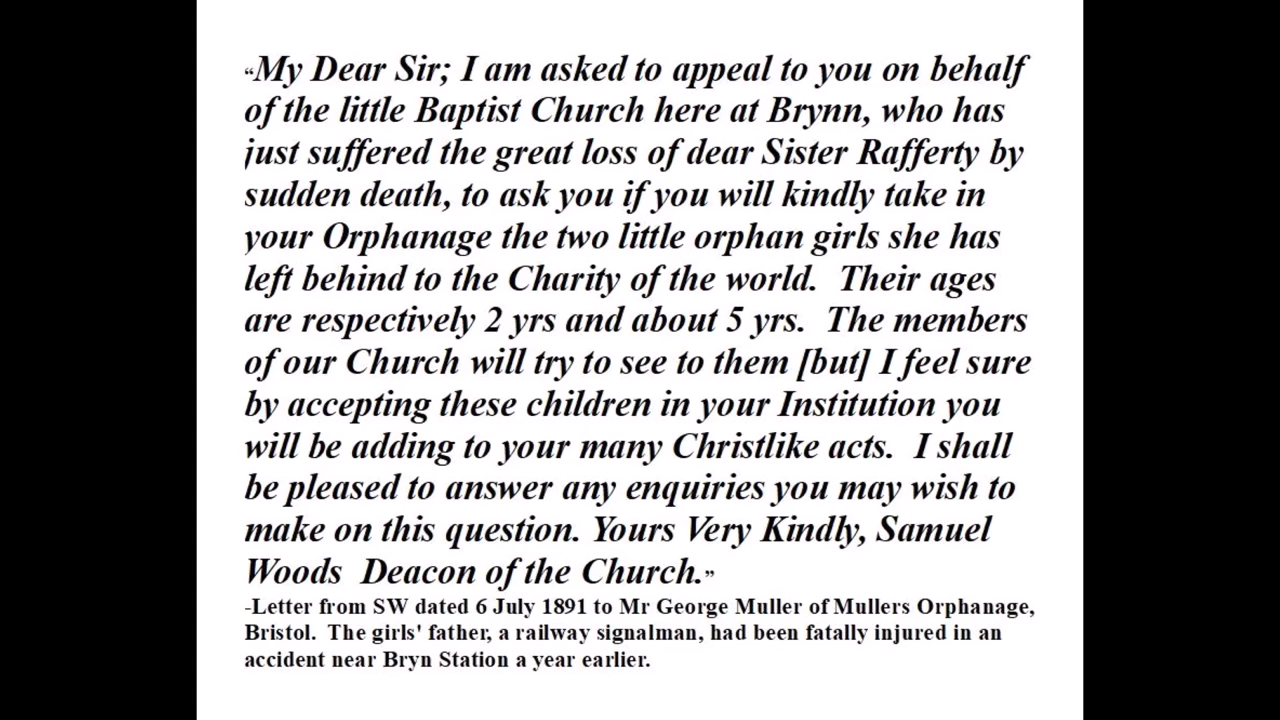 “My Dear Sir; I am asked to appeal to you on behalf
of the little Baptist Church here at Brynn, who has
just suffered the great loss of dear Sister Rafferty by
sudden death, to ask you if you will kindly take in
your Orphanage the two little orphan girls she has
left behind to the Charity of the world.  Their ages
are respectively 2 yrs and about 5 yrs.  The members
of our Church will try to see to them [but] I feel sure
by accepting these children in your Institution you
will be adding to your many Christlike acts.  I shall
be pleased to answer any enquiries you may wish to
make on this question. Yours Very Kindly, Samuel
Woods  Deacon of the Church.”
-Letter from SW dated 6 July 1891 to Mr George Muller of Mullers Orphanage,
Bristol.  The girls' father, a railway signalman, had been fatally injured in an
accident near Bryn Station a year earlier.